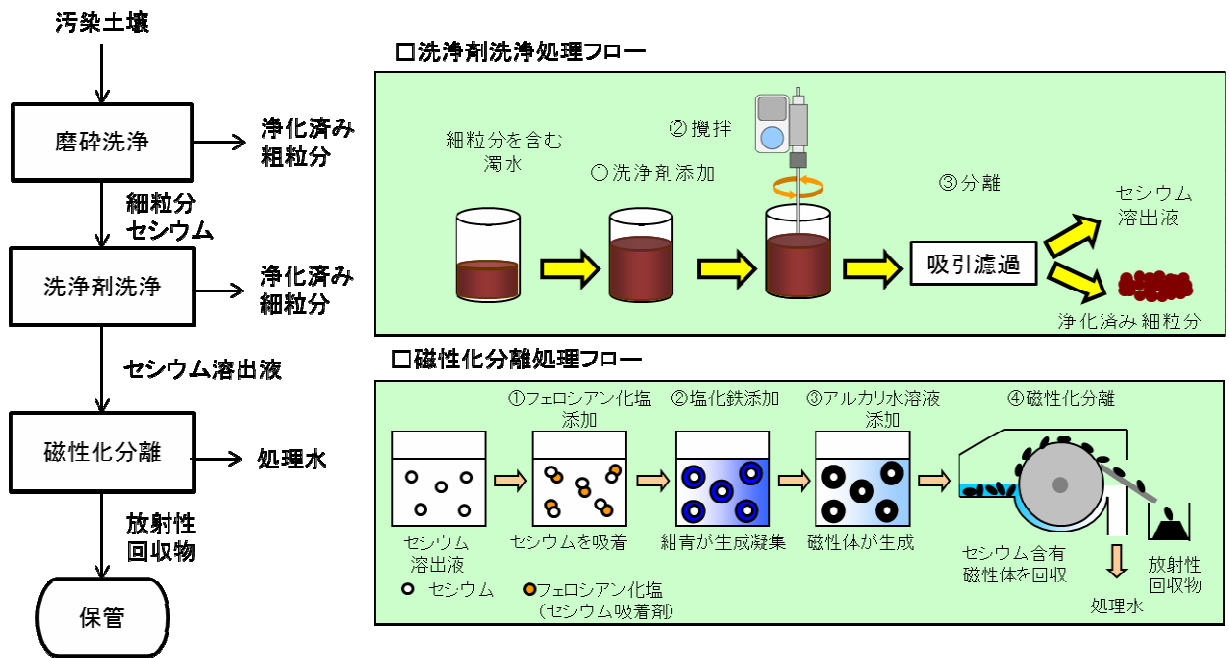 汚染土壌
磨砕洗浄
浄化済み
粗粒分
細粒分
セシウム
洗浄剤洗浄
浄化済み
細粒分
セシウム溶出液
磁性化分離
処理水
放射性
回収物
保管
□洗浄剤洗浄処理フロー
細粒分を含む
濁水
①洗浄剤添加
②攪拌
③分離
吸引濾過
セシウム
溶出液
浄化済み細粒分
□磁性化分離処理フロー
①フェロシアン化塩
添加
②塩化鉄添加
③アルカリ水溶液
添加
④磁性化分離
セシウム
溶出液
セシウムを吸着
紺青が生成凝集
磁性体が生成
セシウム含有
磁性体を回収
放射性
回収物
処理水
セシウム
フェロシアン化塩
(セシウム吸着剤)